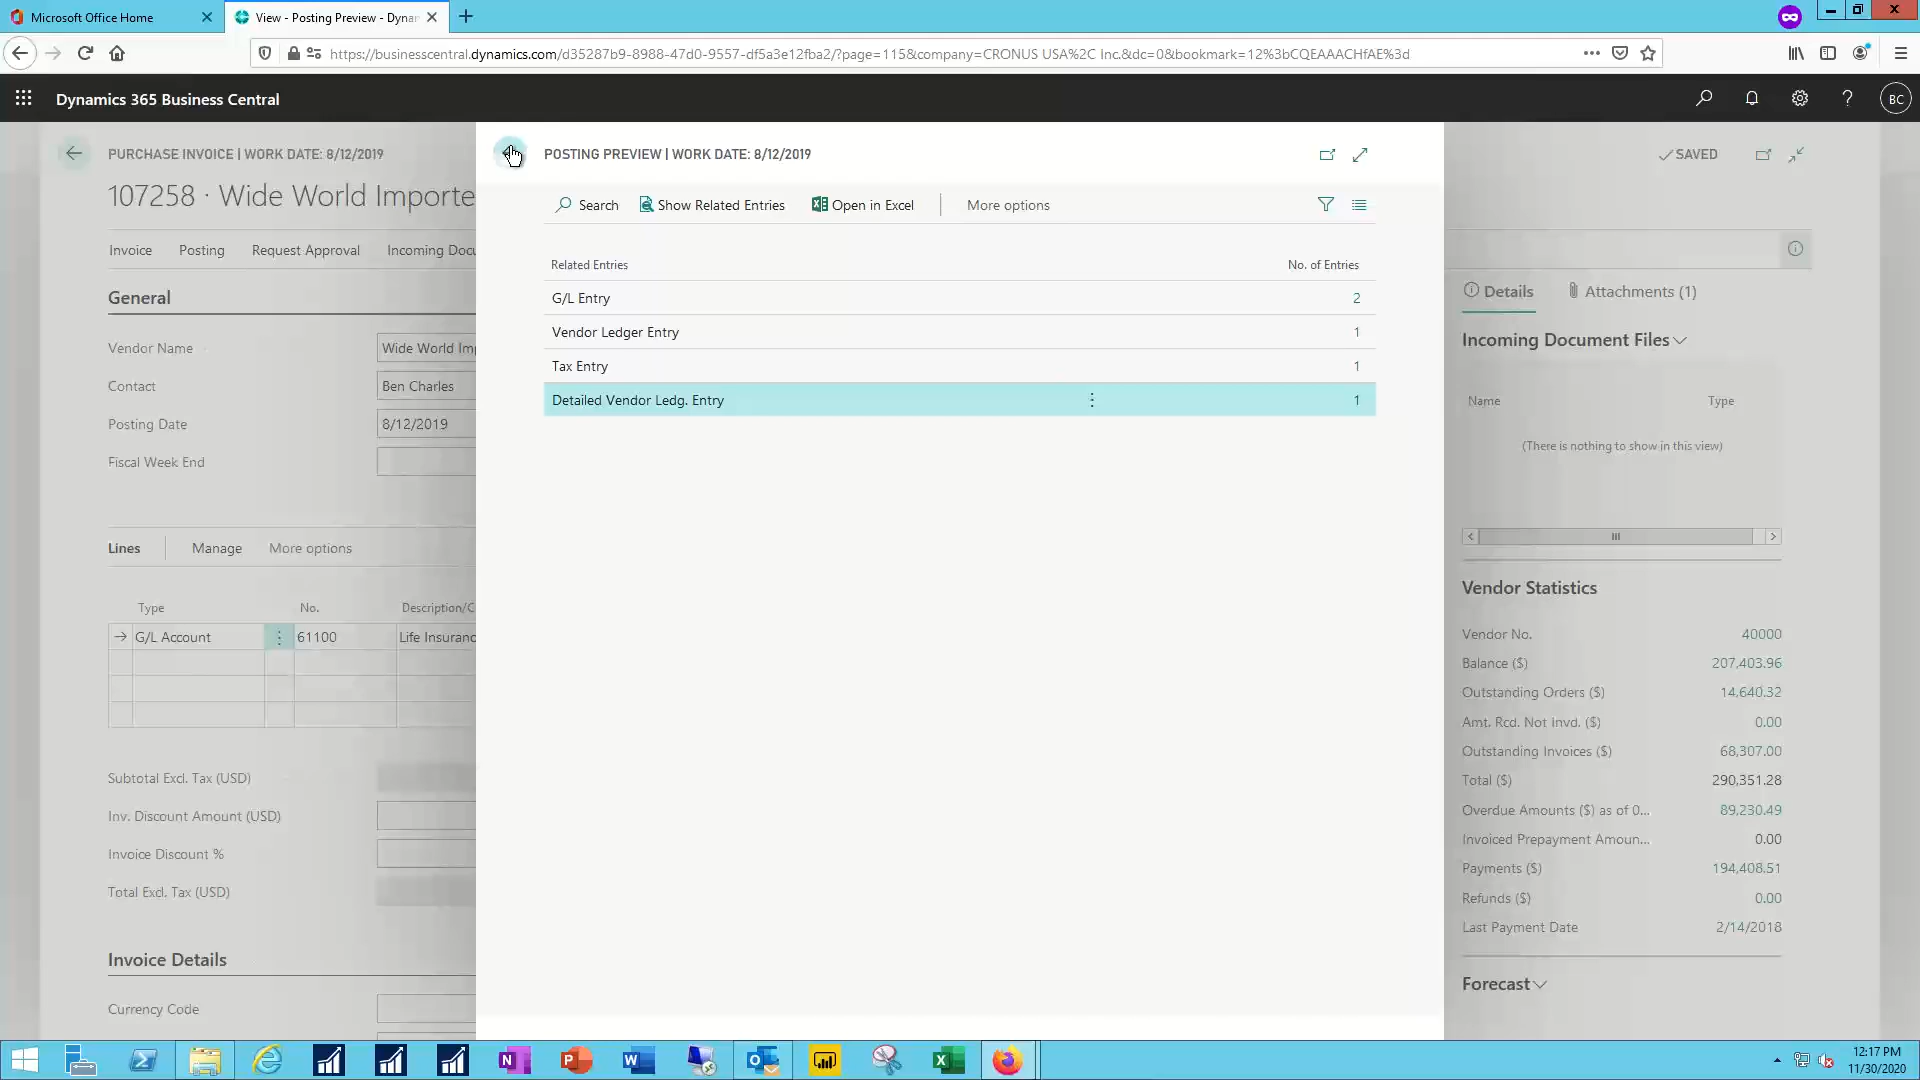 Microsoft Office Home
View - Posting Preview - Dynam
https://businesscentral.dynamics.com/d35287b9-8988-47d0-9557-df5a3e12fba2/?page=115&company=CRONUS USA%2C Inc.&dc=0&bookmark=12%3bCQEAAACHfAE%3d
Dynamics 365 Business Central
BC
PURCHASE INVOICE | WORK DATE: 8/12/2019
POSTING PREVIEW | WORK DATE: 8/12/2019
SAVED
107258 · Wide World Importe
Search
Show Related Entries
Open in Excel
More options
Invoice
Posting
Request Approval
Incoming Docu
Related Entries
No. of Entries
G/L Entry 2
Vendor Ledger Entry 1
Tax Entry 1
Detailed Vendor Ledg. Entry 1
General
Vendor Name
Wide World Imp
Contact
Ben Charles
Posting Date
8/12/2019
Fiscal Week End
Lines
Manage
More options
Type
No.
Description/C
G/L Account
61100
Life Insuranc
Subtotal Excl. Tax (USD)
Inv. Discount Amount (USD)
Invoice Discount %
Total Excl. Tax (USD)
Invoice Details
Currency Code
Details
Attachments (1)
Incoming Document Files
Name
Type
(There is nothing to show in this view)
Vendor Statistics
Vendor No. 40000
Balance ($) 207,403.96
Outstanding Orders ($) 14,640.32
Amt. Rcd. Not Invd. ($) 0.00
Outstanding Invoices ($) 68,307.00
Total ($) 290,351.28
Overdue Amounts ($) as of 0... 89,230.49
Invoiced Prepayment Amoun... 0.00
Payments ($) 194,408.51
Refunds ($) 0.00
Last Payment Date 2/14/2018
Forecast
12:17 PM
11/30/2020